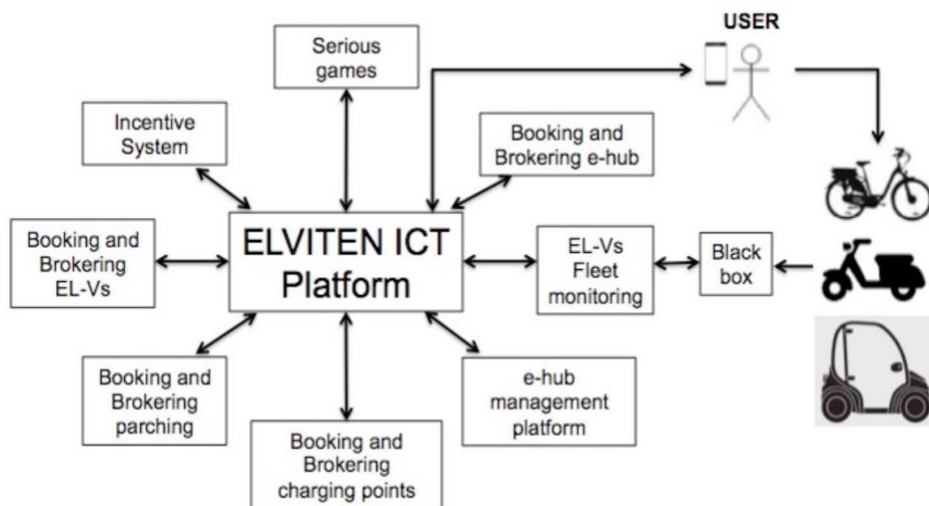 USER
Serious
games
Incentive
System
Booking and
Brokering e-hub
ELVITEN ICT
Platform
Booking and
Brokering
EL-Vs
EL-Vs
Fleet
monitoring
Black
box
Booking and
Brokering
parching
e-hub
management
platform
Booking and
Brokering
charging points